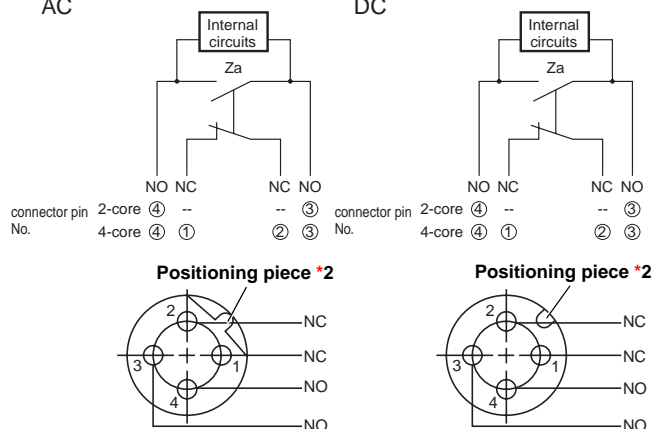 AC
Internal
circuits
Za
NO NC NC NO
connector pin No. 2-core ④ -- -- ③
4-core ④ ① ② ③
Positioning piece *2
2
1
3
4
NC
NC
NO
NO
DC
Internal
circuits
Za
NO NC NC NO
connector pin No. 2-core ④ -- -- ③
4-core ④ ① ② ③
Positioning piece *2
2
1
3
4
NC
NC
NO
NO